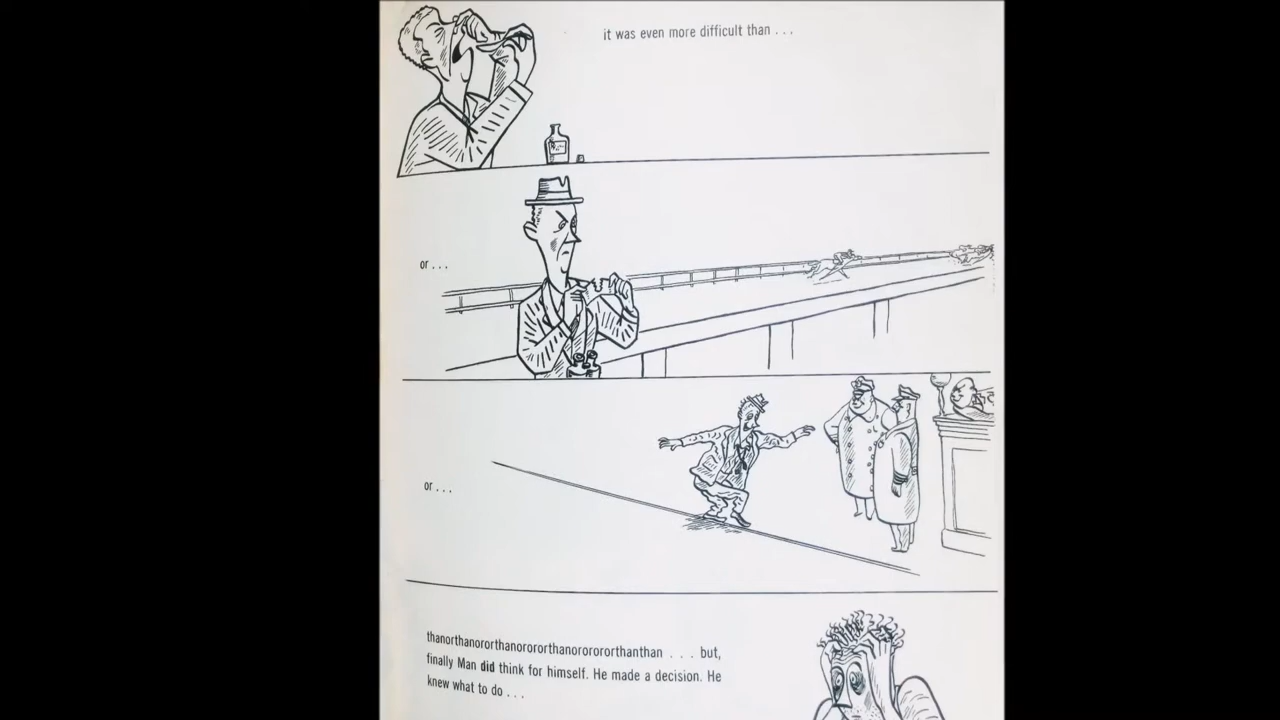 it was even more difficult than . . .
or . . .
or . . .
thanorthanororthanorororthanororororthanthan . . . but,
finally Man did think for himself. He made a decision. He
knew what to do . . .